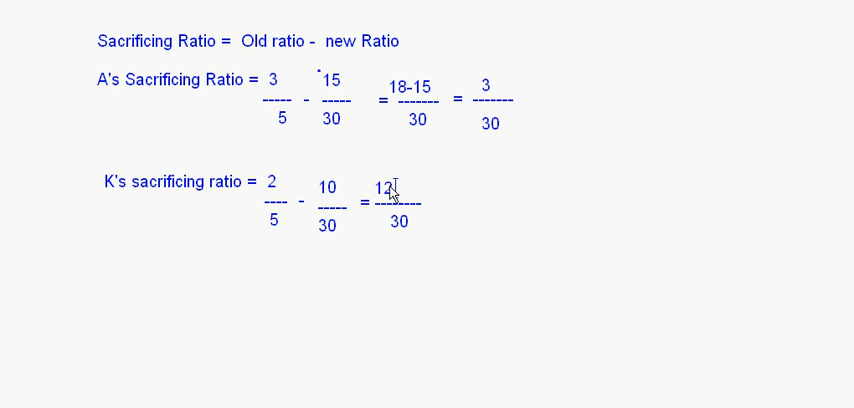 Sacrificing Ratio = Old ratio - new Ratio
A's Sacrificing Ratio = 3 15 18-15 3
----- - ----- = ------- = -------
5 30 30 30
K's sacrificing ratio = 2 10 12
---- - ----- = --------
5 30 30